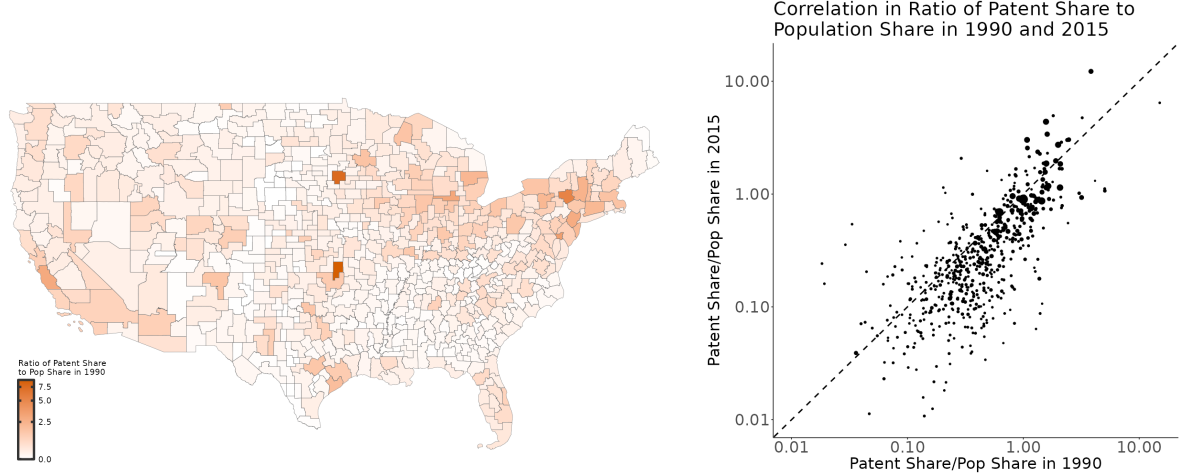 Ratio of Patent Share
to Pop Share in 1990
7.5
5.0
2.5
0.0
Correlation in Ratio of Patent Share to
Population Share in 1990 and 2015
Patent Share/Pop Share in 2015
10.00
1.00
0.10
0.01
0.01
0.10
1.00
10.00
Patent Share/Pop Share in 1990